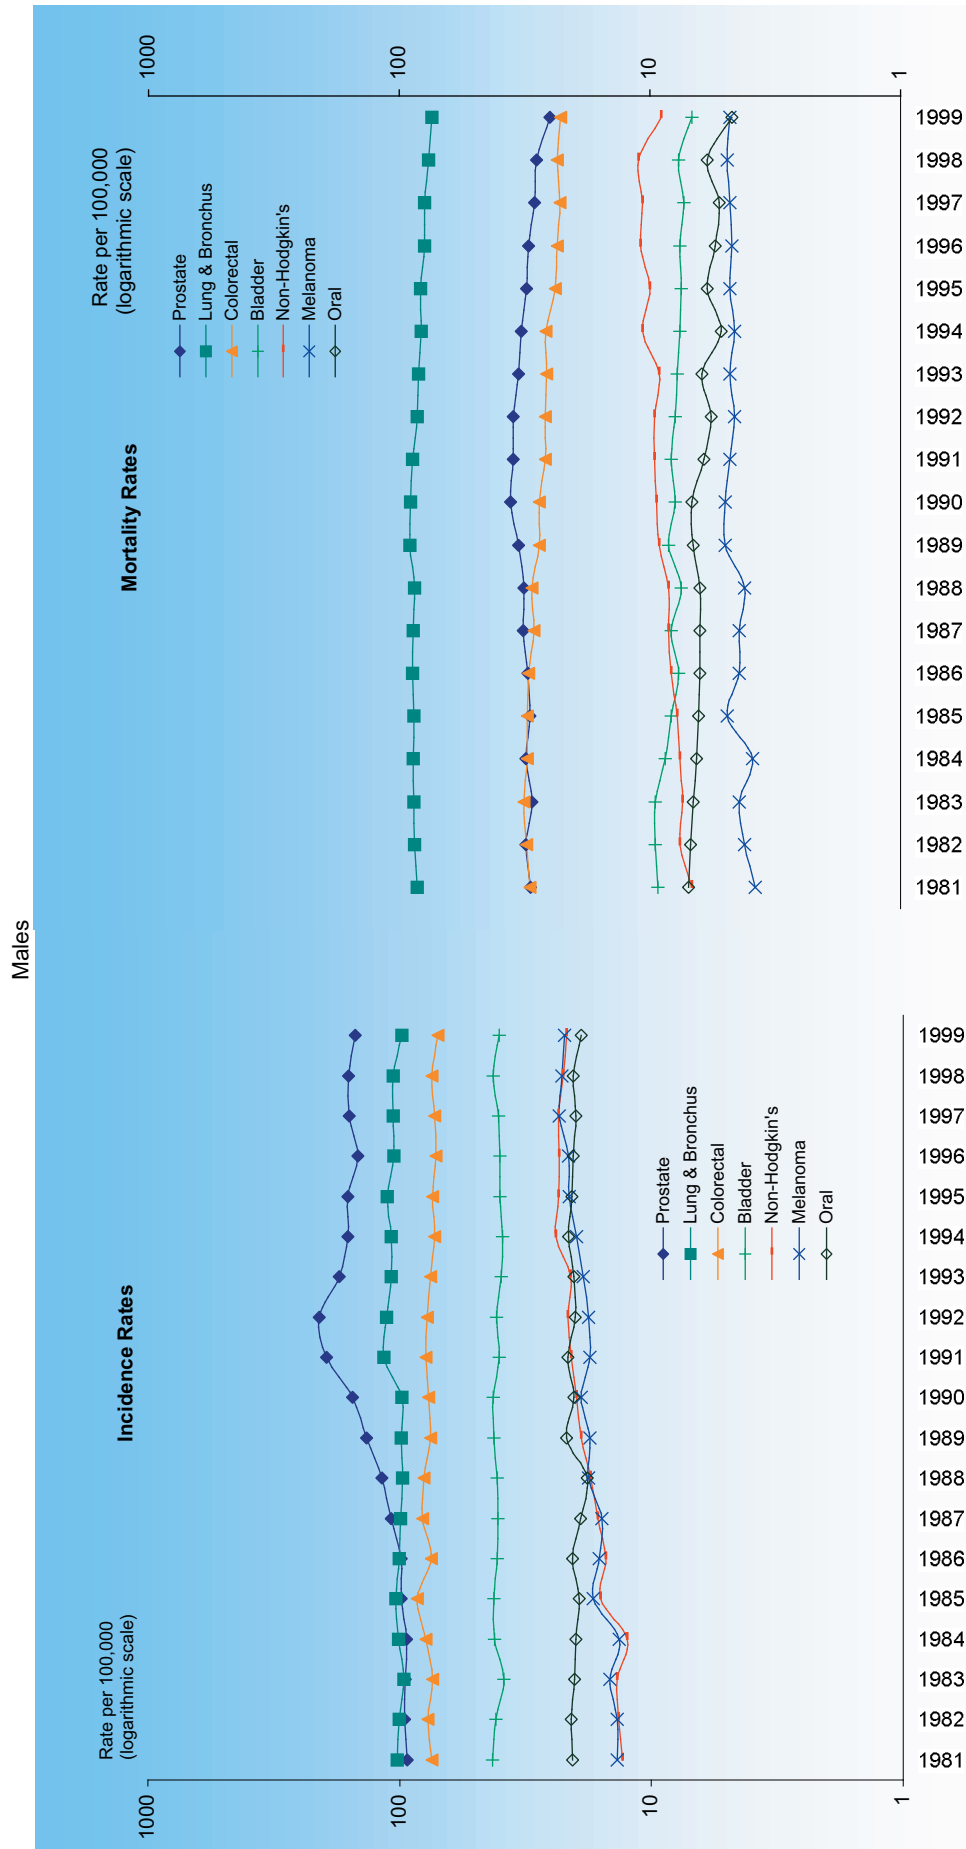 Males
Incidence Rates
Rate per 100,000
(logarithmic scale)
1000
100
10
1
Prostate
Lung & Bronchus
Colorectal
Bladder
Non-Hodgkin's
Melanoma
Oral
1981
1982
1983
1984
1985
1986
1987
1988
1989
1990
1991
1992
1993
1994
1995
1996
1997
1998
1999
Mortality Rates
Rate per 100,000
(logarithmic scale)
Prostate
Lung & Bronchus
Colorectal
Bladder
Non-Hodgkin's
Melanoma
Oral
1000
100
10
1
1981
1982
1983
1984
1985
1986
1987
1988
1989
1990
1991
1992
1993
1994
1995
1996
1997
1998
1999